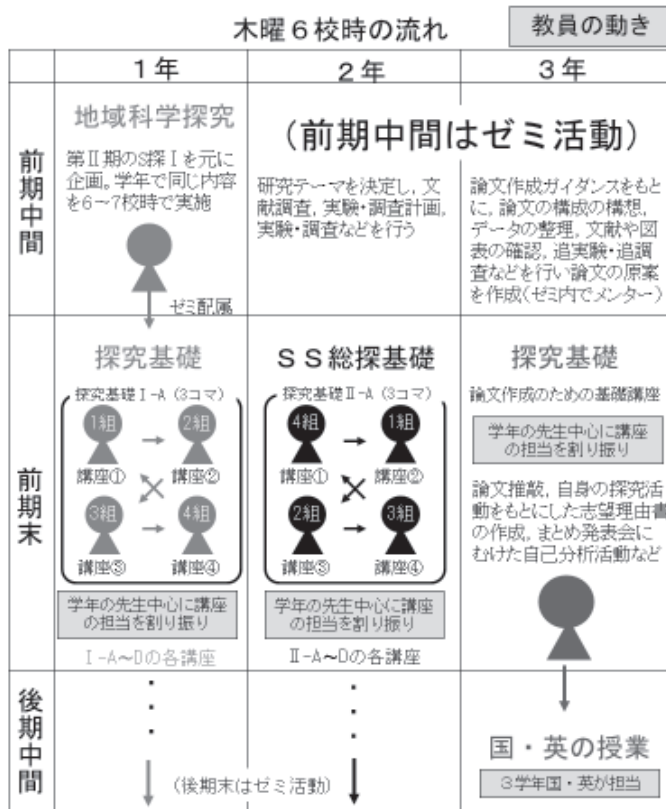 木曜6校時の流れ
教員の動き
1年
2年
3年
前期中間
地域科学探究
第Ⅱ期のS探Ⅰを元に
企画。学年で同じ内容
を6～7校時で実施
ゼミ配属
(前期中間はゼミ活動)
研究テーマを決定し，文
献調査，実験・調査計画，
実験・調査などを行う
論文作成ガイダンスをもと
に，論文の構成の構想，
データの整理，文献や図
表の確認，追実験・追調
査などを行い論文の原案
を作成(ゼミ内でメンター)
前期末
探究基礎
探究基礎Ⅰ-A (3コマ)
1組
2組
講座①
講座②
3組
4組
講座③
講座④
学年の先生中心に講座
の担当を割り振り
Ⅰ-A～Dの各講座
SS総探基礎
探究基礎Ⅱ-A (3コマ)
4組
1組
講座①
講座②
2組
3組
講座③
講座④
学年の先生中心に講座
の担当を割り振り
Ⅱ-A～Dの各講座
探究基礎
論文作成のための基礎講座
学年の先生中心に講座
の担当を割り振り
論文推敲，自身の探究活
動をもとにした志望理由書
の作成，まとめ発表会に
むけた自己分析活動など
後期中間
(後期末はゼミ活動)
国・英の授業
3学年国・英が担当